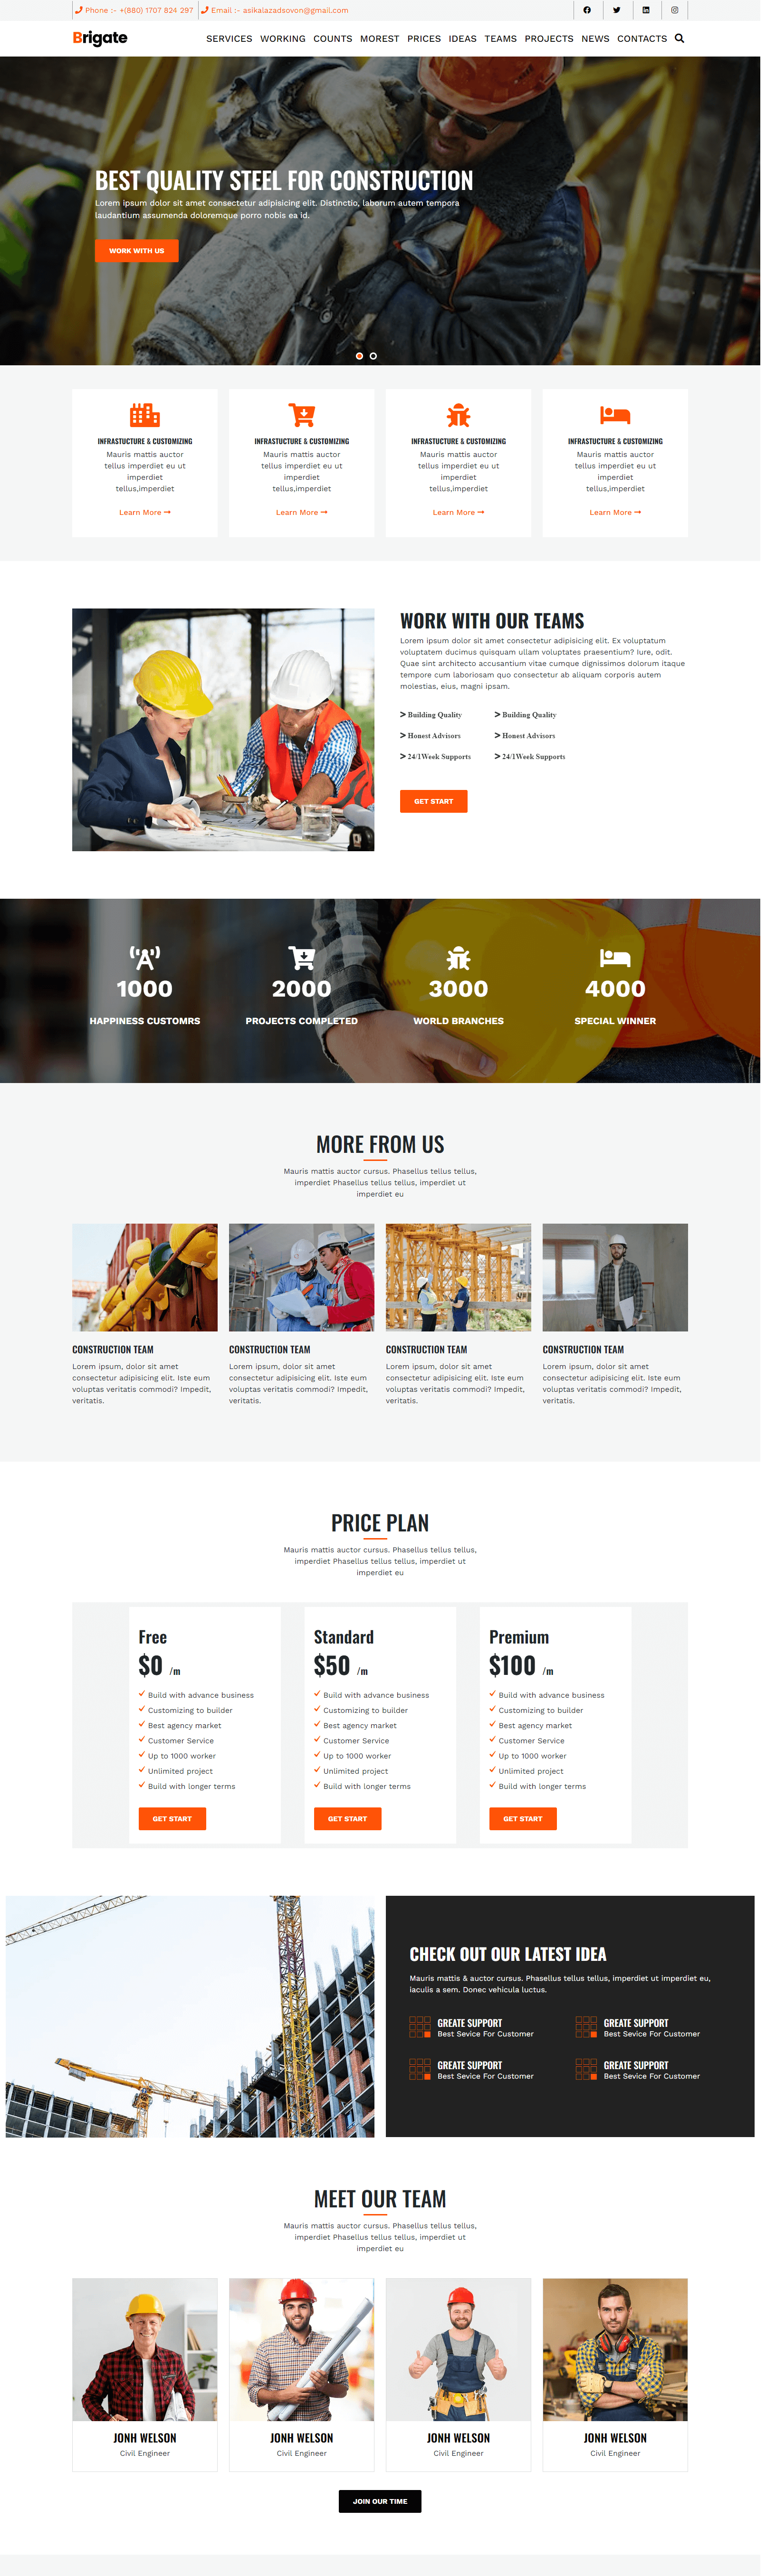 Phone :- +(880) 1707 824 297 Email :- asikalazadsovon@gmail.com
Brigate SERVICES WORKING COUNTS MOREST PRICES IDEAS TEAMS PROJECTS NEWS CONTACTS
BEST QUALITY STEEL FOR CONSTRUCTION
Lorem ipsum dolor sit amet consectetur adipisicing elit. Distinctio, laborum autem tempora
laudantium assumenda doloremque porro nobis ea id.
WORK WITH US
INFRASTUCTURE & CUSTOMIZING
Mauris mattis auctor
tellus imperdiet eu ut
imperdiet
tellus,imperdiet
Learn More
INFRASTUCTURE & CUSTOMIZING
Mauris mattis auctor
tellus imperdiet eu ut
imperdiet
tellus,imperdiet
Learn More
INFRASTUCTURE & CUSTOMIZING
Mauris mattis auctor
tellus imperdiet eu ut
imperdiet
tellus,imperdiet
Learn More
INFRASTUCTURE & CUSTOMIZING
Mauris mattis auctor
tellus imperdiet eu ut
imperdiet
tellus,imperdiet
Learn More
WORK WITH OUR TEAMS
Lorem ipsum dolor sit amet consectetur adipisicing elit. Ex voluptatum
voluptatem ducimus quisquam ullam voluptates praesentium? Iure, odit.
Quae sint architecto accusantium vitae cumque dignissimos dolorum itaque
tempore cum laboriosam quo consectetur ab aliquam corporis autem
molestias, eius, magni ipsam.
Building Quality Building Quality
Honest Advisors Honest Advisors
24/1Week Supports 24/1Week Supports
GET START
1000
HAPPINESS CUSTOMRS
2000
PROJECTS COMPLETED
3000
WORLD BRANCHES
4000
SPECIAL WINNER
MORE FROM US
Mauris mattis auctor cursus. Phasellus tellus tellus,
imperdiet Phasellus tellus tellus, imperdiet ut
imperdiet eu
CONSTRUCTION TEAM
Lorem ipsum, dolor sit amet
consectetur adipisicing elit. Iste eum
voluptas veritatis commodi? Impedit,
veritatis.
CONSTRUCTION TEAM
Lorem ipsum, dolor sit amet
consectetur adipisicing elit. Iste eum
voluptas veritatis commodi? Impedit,
veritatis.
CONSTRUCTION TEAM
Lorem ipsum, dolor sit amet
consectetur adipisicing elit. Iste eum
voluptas veritatis commodi? Impedit,
veritatis.
CONSTRUCTION TEAM
Lorem ipsum, dolor sit amet
consectetur adipisicing elit. Iste eum
voluptas veritatis commodi? Impedit,
veritatis.
PRICE PLAN
Mauris mattis auctor cursus. Phasellus tellus tellus,
imperdiet Phasellus tellus tellus, imperdiet ut
imperdiet eu
Free
$0 /m
Build with advance business
Customizing to builder
Best agency market
Customer Service
Up to 1000 worker
Unlimited project
Build with longer terms
GET START
Standard
$50 /m
Build with advance business
Customizing to builder
Best agency market
Customer Service
Up to 1000 worker
Unlimited project
Build with longer terms
GET START
Premium
$100 /m
Build with advance business
Customizing to builder
Best agency market
Customer Service
Up to 1000 worker
Unlimited project
Build with longer terms
GET START
CHECK OUT OUR LATEST IDEA
Mauris mattis & auctor cursus. Phasellus tellus tellus, imperdiet ut imperdiet eu,
iaculis a sem. Donec vehicula luctus.
GREATE SUPPORT
Best Sevice For Customer
GREATE SUPPORT
Best Sevice For Customer
GREATE SUPPORT
Best Sevice For Customer
GREATE SUPPORT
Best Sevice For Customer
MEET OUR TEAM
Mauris mattis auctor cursus. Phasellus tellus tellus,
imperdiet Phasellus tellus tellus, imperdiet ut
imperdiet eu
JONH WELSON
Civil Engineer
JONH WELSON
Civil Engineer
JONH WELSON
Civil Engineer
JONH WELSON
Civil Engineer
JOIN OUR TIME